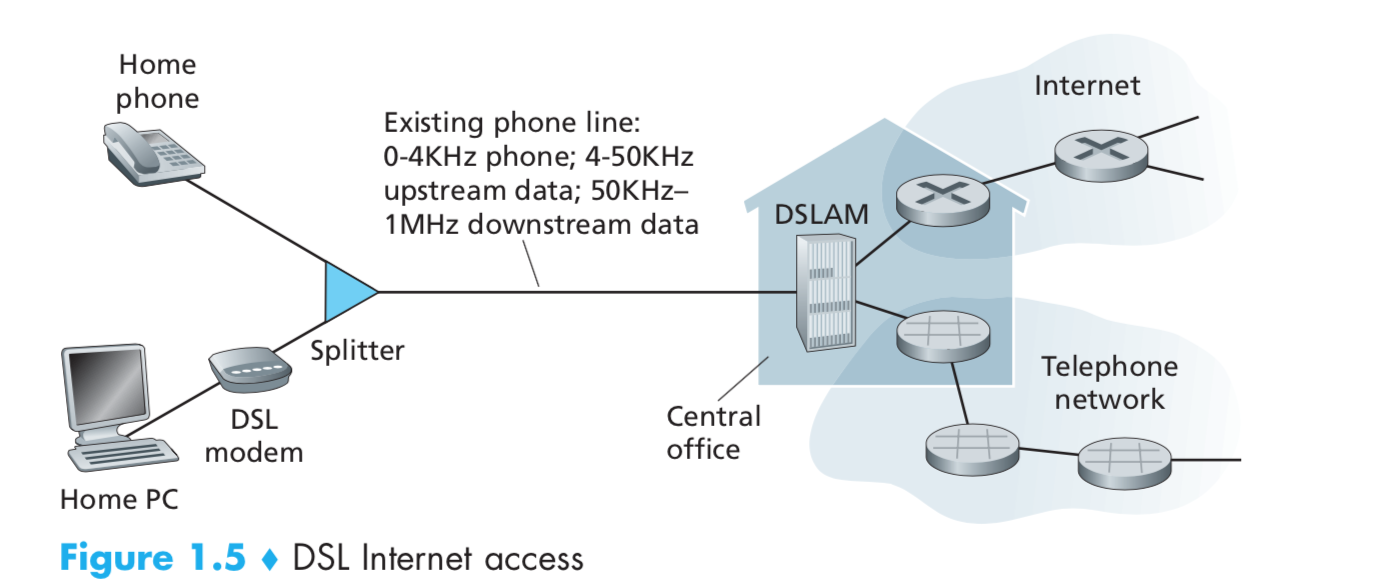 Home
phone
Existing phone line:
0-4KHz phone; 4-50KHz
upstream data; 50KHz–
1MHz downstream data
Internet
DSLAM
Splitter
DSL
modem
Home PC
Central
office
Telephone
network
Figure 1.5 ♦ DSL Internet access